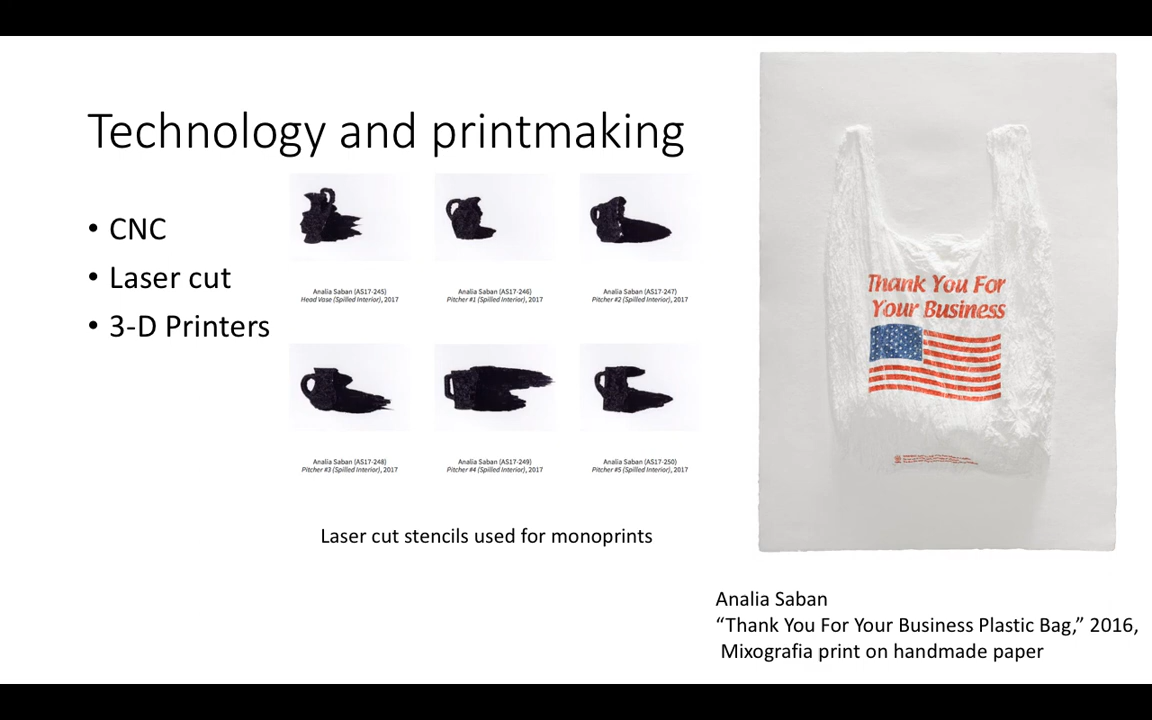 Technology and printmaking
• CNC
• Laser cut
• 3-D Printers
Analia Saban (AS17-245)
Head Vase (Spilled Interior), 2017
Analia Saban (AS17-246)
Pitcher #1 (Spilled Interior), 2017
Analia Saban (AS17-247)
Pitcher #2 (Spilled Interior), 2017
Analia Saban (AS17-248)
Pitcher #3 (Spilled Interior), 2017
Analia Saban (AS17-249)
Pitcher #4 (Spilled Interior), 2017
Analia Saban (AS17-250)
Pitcher #5 (Spilled Interior), 2017
Laser cut stencils used for monoprints
Thank You For
Your Business
Analia Saban
“Thank You For Your Business Plastic Bag,” 2016,
Mixografia print on handmade paper